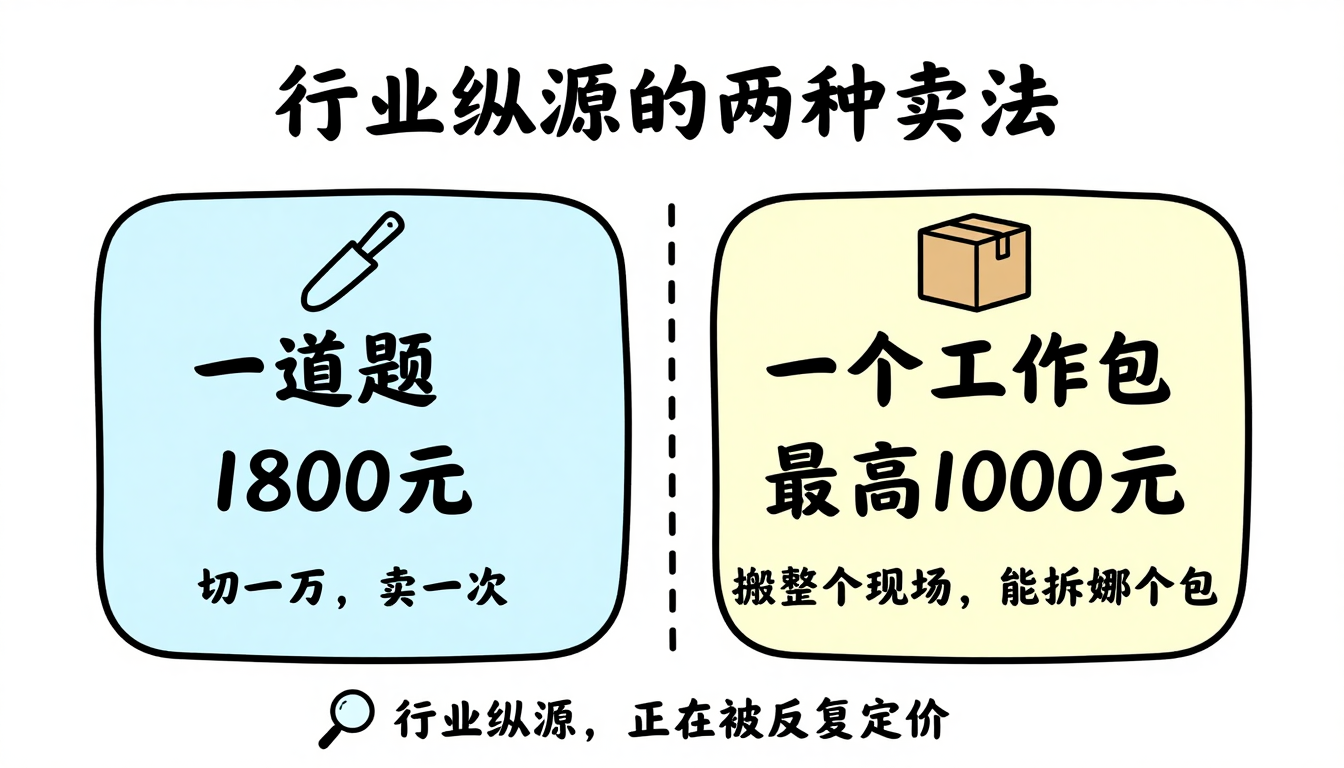 行业纵源的两种卖法
一道题
1800元
切一万，卖一次
一个工作包
最高1000元
搬整个现场，能拆娜个包
行业纵源，正在被反复定价